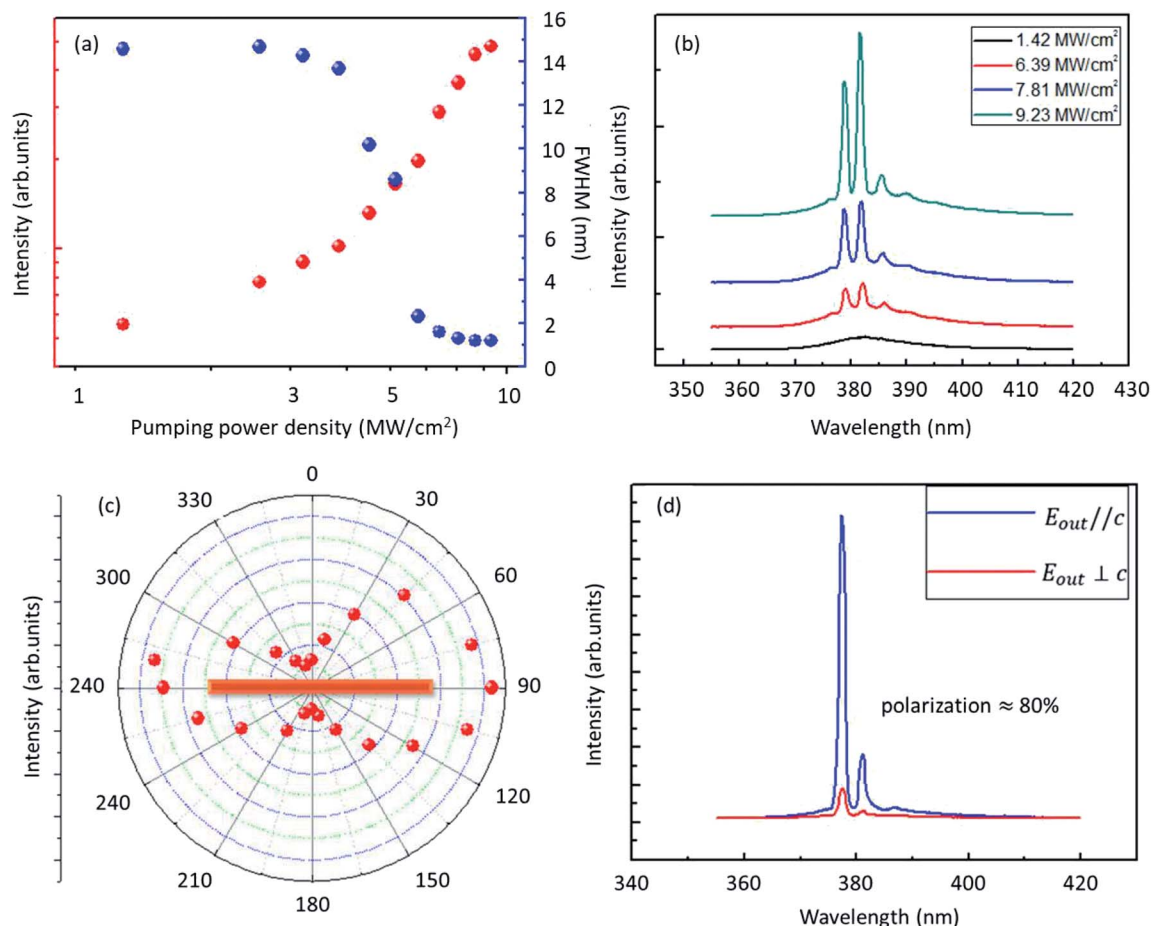 (a)
16
14
12
10
8
6
4
2
0
Intensity (arb.units)
FWHM (nm)
1
3
5
10
Pumping power density (MW/cm²)
(b)
1.42 MW/cm²
6.39 MW/cm²
7.81 MW/cm²
9.23 MW/cm²
Intensity (arb.units)
350
360
370
380
390
400
410
420
430
Wavelength (nm)
(c)
0
30
60
90
120
150
180
210
240
240
300
330
Intensity (arb.units)
(d)
E_out//c
E_out ⊥ c
polarization ≈ 80%
Intensity (arb.units)
340
360
380
400
420
Wavelength (nm)